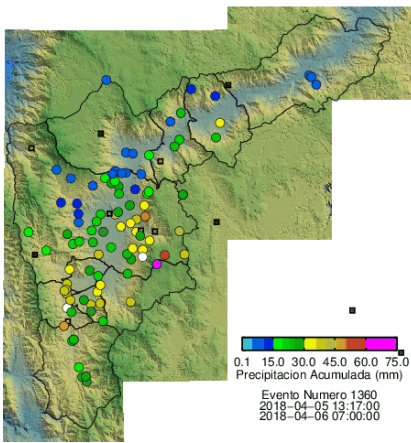 0.1 15.0 30.0 45.0 60.0 75.0
Precipitacion Acumulada (mm)
Evento Numero 1360
2018-04-05 13:17:00
2018-04-06 07:00:00